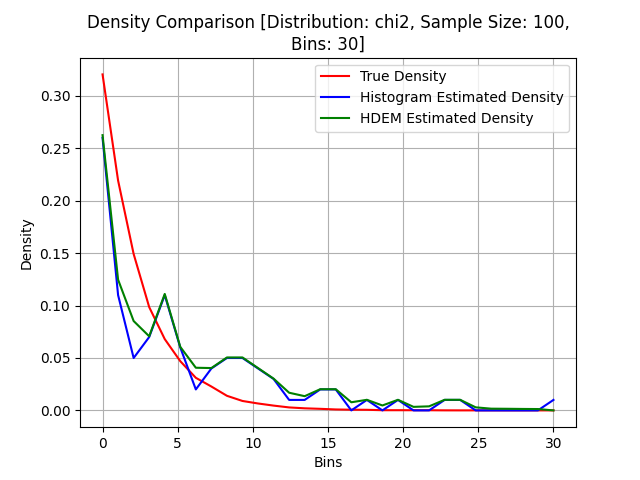 Density Comparison [Distribution: chi2, Sample Size: 100,
Bins: 30]
True Density
Histogram Estimated Density
HDEM Estimated Density
Density
0.30
0.25
0.20
0.15
0.10
0.05
0.00
0 5 10 15 20 25 30
Bins